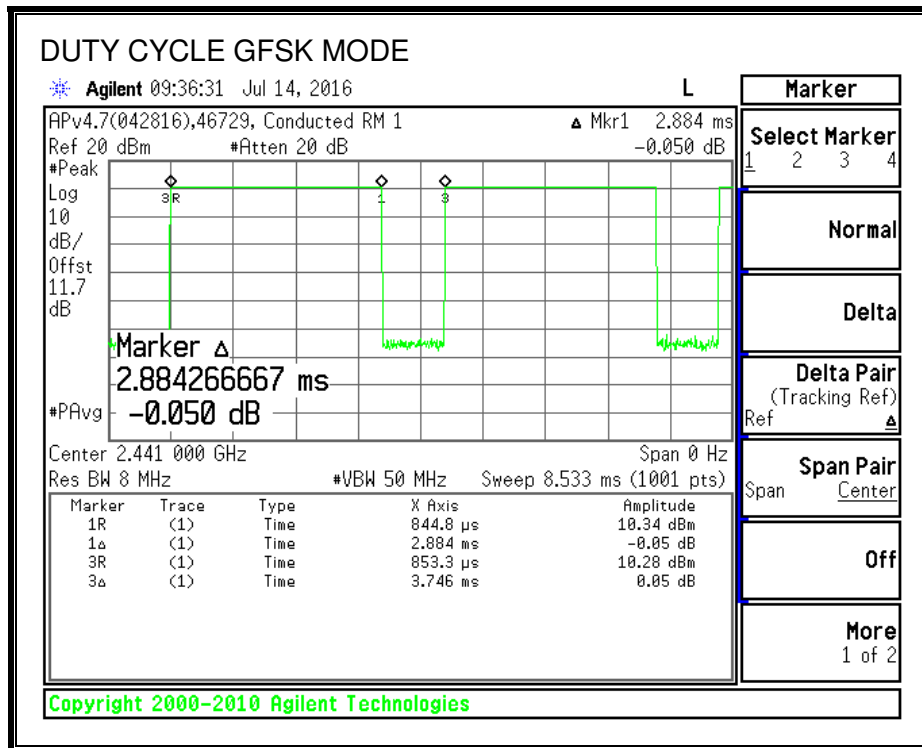 DUTY CYCLE GFSK MODE
Agilent 09:36:31 Jul 14, 2016 L
APv4.7(042816),46729, Conducted RM 1 Δ Mkr1 2.884 ms
Ref 20 dBm #Atten 20 dB -0.050 dB
#Peak
Log
10
dB/
Offst
11.7
dB
3R 1 3
Marker Δ
2.884266667 ms
-0.050 dB
#PAvg
Center 2.441 000 GHz Span 0 Hz
Res BW 8 MHz #VBW 50 MHz Sweep 8.533 ms (1001 pts)
Marker Trace Type X Axis Amplitude
1R (1) Time 844.8 µs 10.34 dBm
1Δ (1) Time 2.884 ms -0.05 dB
3R (1) Time 853.3 µs 10.28 dBm
3Δ (1) Time 3.746 ms 0.05 dB
Marker
Select Marker
1 2 3 4
Normal
Delta
Delta Pair
(Tracking Ref)
Ref Δ
Span Pair
Span Center
Off
More
1 of 2
Copyright 2000-2010 Agilent Technologies